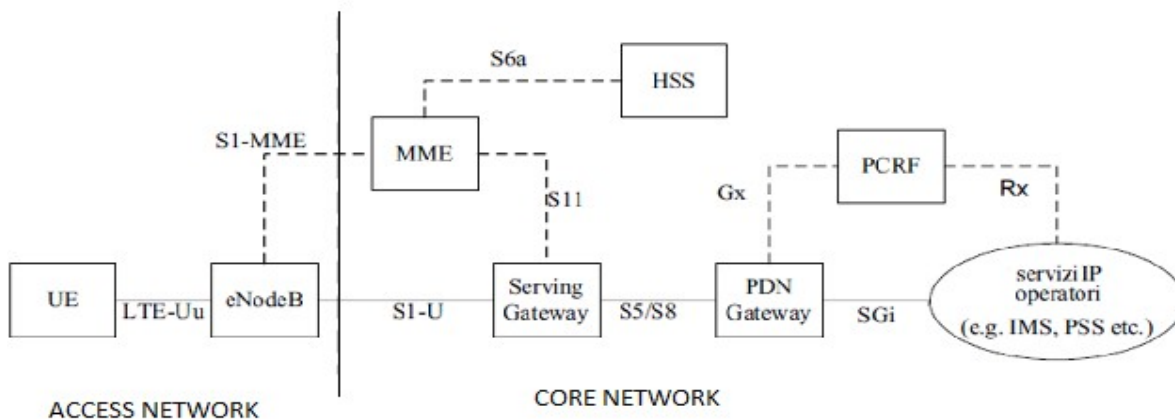 S6a
HSS
S1-MME
MME
PCRF
Gx
Rx
S11
UE
LTE-Uu
eNodeB
S1-U
Serving
Gateway
S5/S8
PDN
Gateway
SGi
servizi IP
operatori
(e.g. IMS, PSS etc.)
ACCESS NETWORK
CORE NETWORK